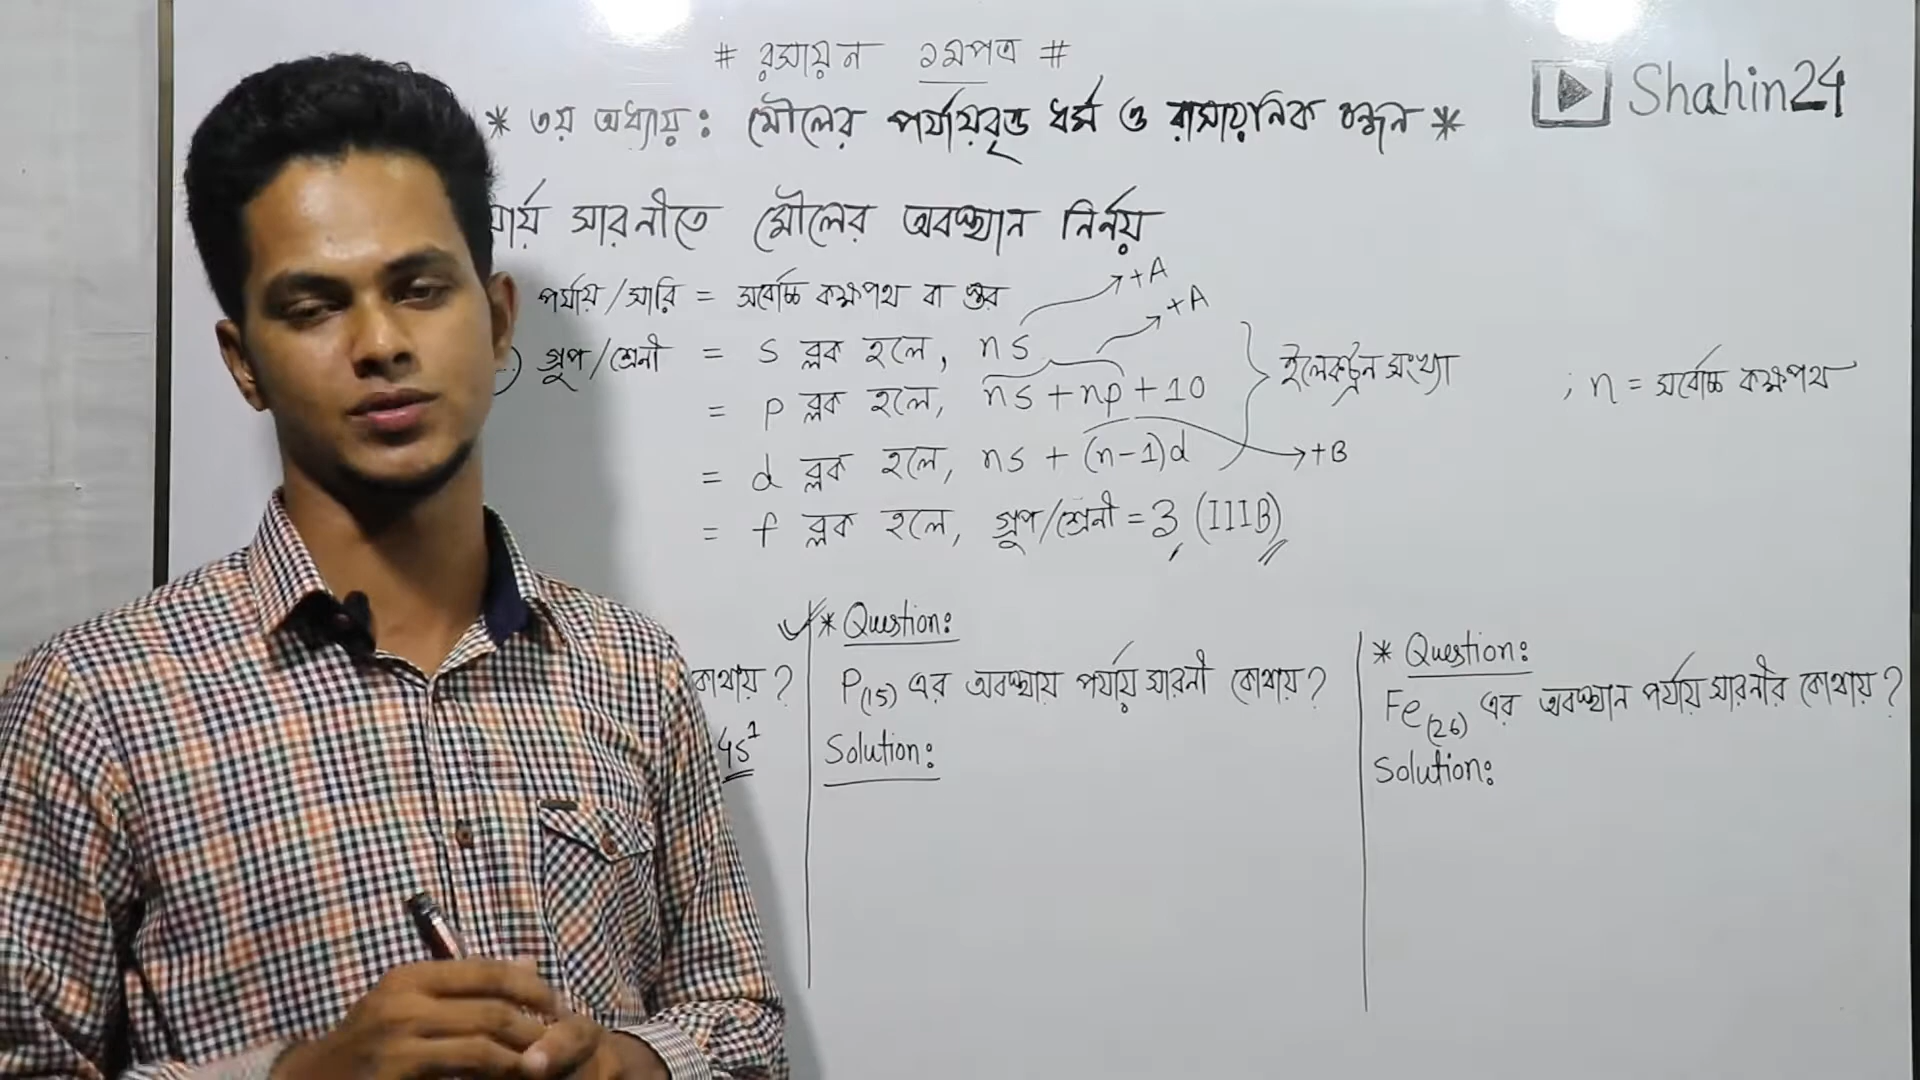 # রসায়ন ১মপত্র #
Shahin24
* ৩য় অধ্যায় : মৌলের পর্যায়বৃত্ত ধর্ম ও রাসায়নিক বন্ধন *
সারনীতে মৌলের অবস্থান নির্নয়
পর্যায়/সারি = সর্বোচ্চ কক্ষপথ বা স্তর
+A
+A
গ্রুপ/শ্রেনী = s ব্লক হলে, ns
= p ব্লক হলে, ns + np + 10
ইলেকট্রন সংখ্যা ; n = সর্বোচ্চ কক্ষপথ
= d ব্লক হলে, ns + (n-1)d
+B
= f ব্লক হলে, গ্রুপ/শ্রেনী = 3, (IIIB)
কোথায় ?
4s¹
* Question:
P(15) এর অবস্থায় পর্যায় সারনী কোথায় ?
Solution:
* Question:
Fe(26) এর অবস্থান পর্যায় সারনীর কোথায় ?
Solution: